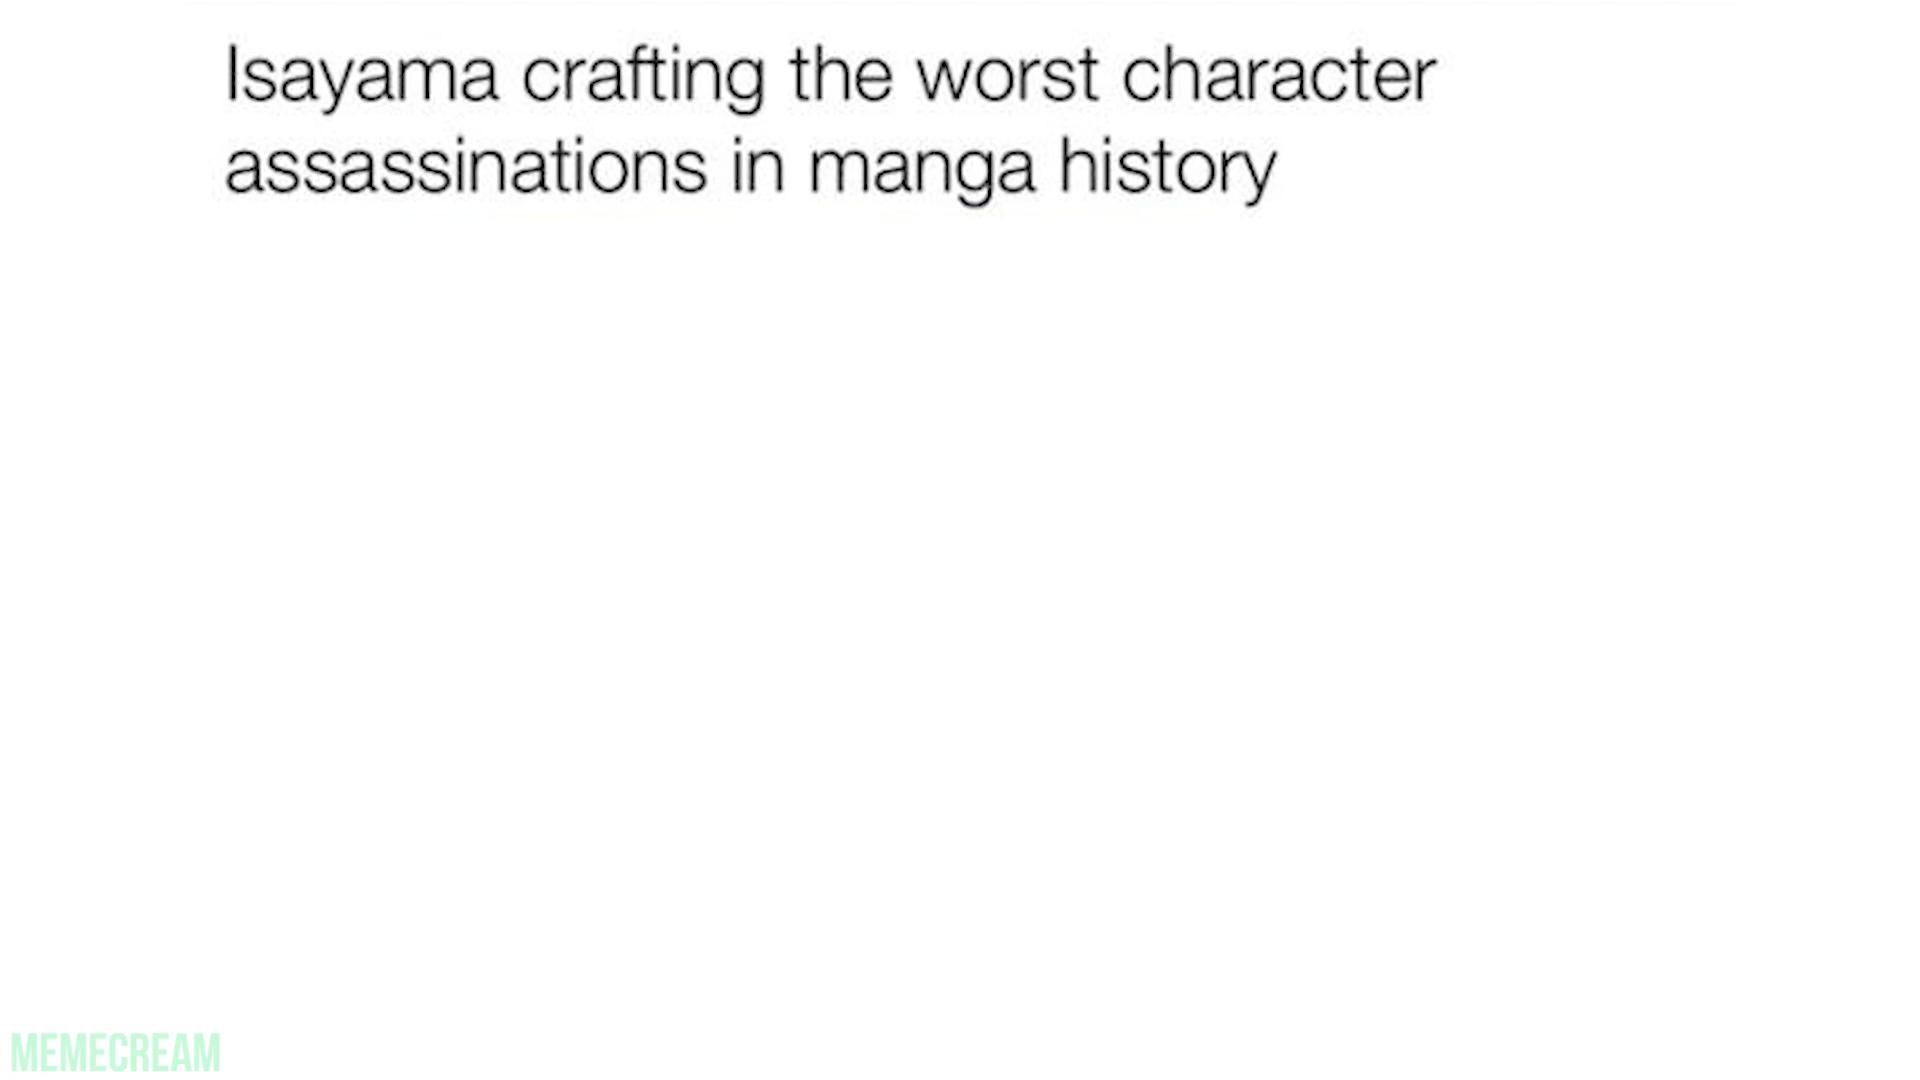 Isayama crafting the worst character
assassinations in manga history
MEMECREAM